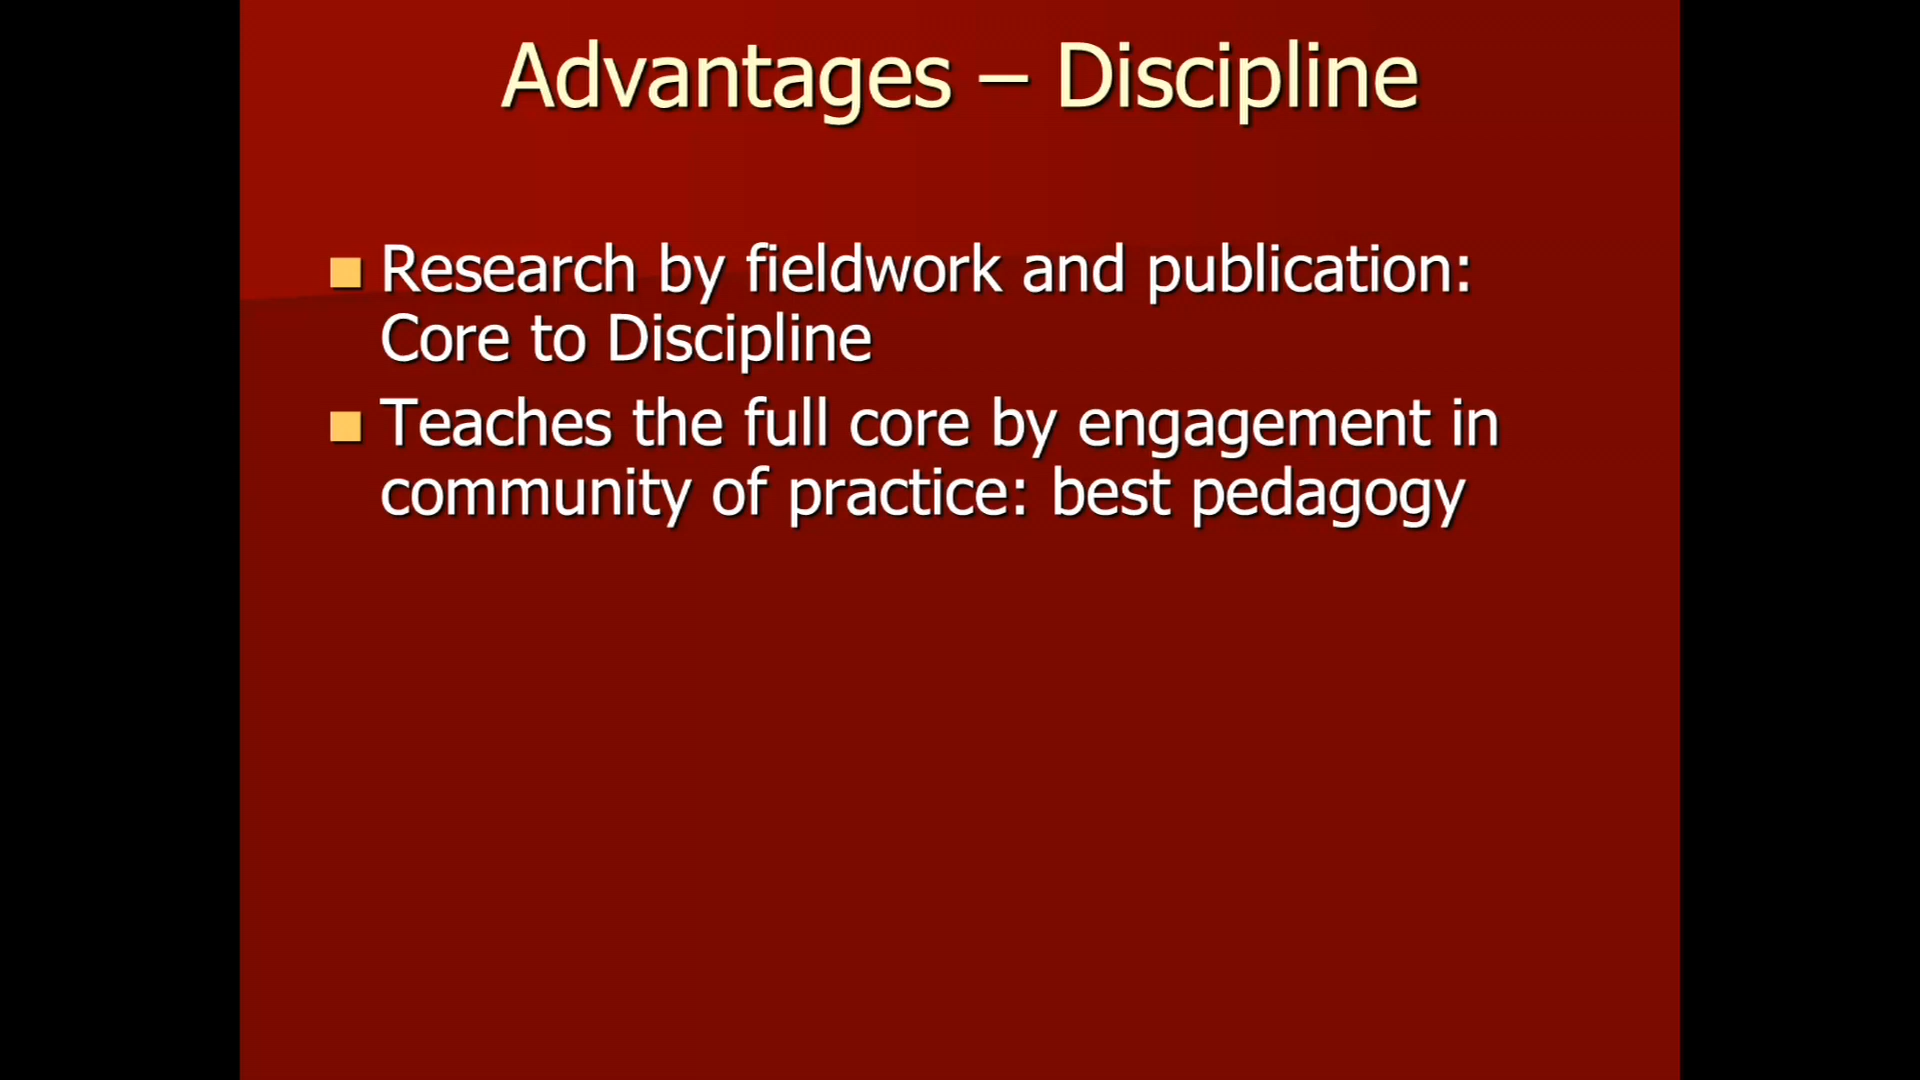 Advantages – Discipline
Research by fieldwork and publication:
Core to Discipline
Teaches the full core by engagement in
community of practice: best pedagogy